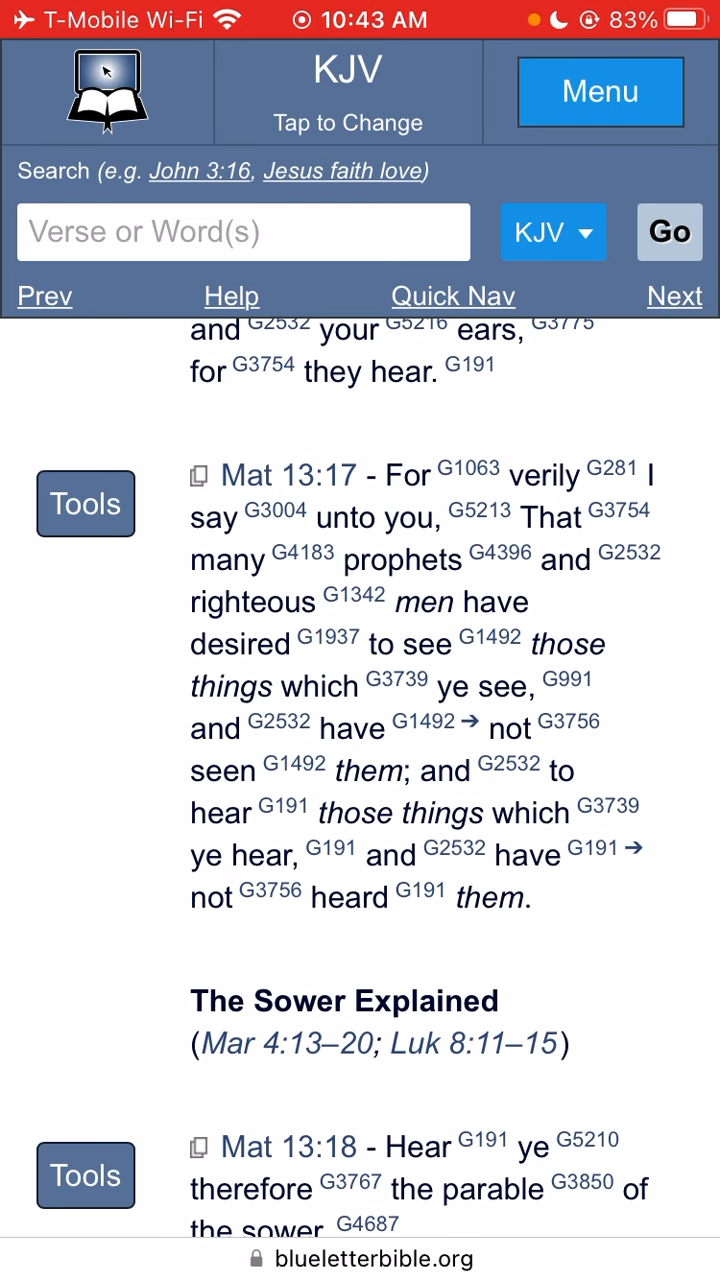 T-Mobile Wi-Fi 10:43 AM 83%
KJV
Tap to Change
Menu
Search (e.g. John 3:16, Jesus faith love)
Verse or Word(s) KJV Go
Prev Help Quick Nav Next
and G2532 your G5216 ears, G3775
for G3754 they hear. G191
Tools
Mat 13:17 - For G1063 verily G281 I
say G3004 unto you, G5213 That G3754
many G4183 prophets G4396 and G2532
righteous G1342 men have
desired G1937 to see G1492 those
things which G3739 ye see, G991
and G2532 have G1492 ➔ not G3756
seen G1492 them; and G2532 to
hear G191 those things which G3739
ye hear, G191 and G2532 have G191 ➔
not G3756 heard G191 them.
The Sower Explained
(Mar 4:13–20; Luk 8:11–15)
Tools
Mat 13:18 - Hear G191 ye G5210
therefore G3767 the parable G3850 of
the sower. G4687
blueletterbible.org